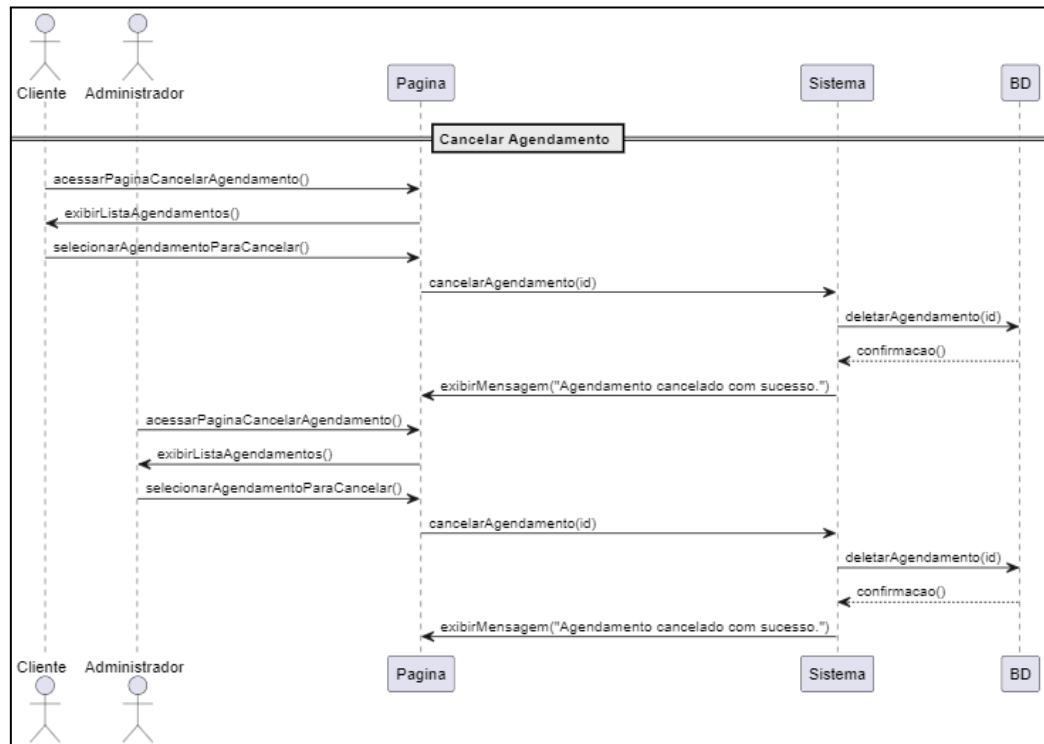 Cliente
Administrador
Pagina
Sistema
BD
Cancelar Agendamento
acessarPaginaCancelarAgendamento()
exibirListaAgendamentos()
selecionarAgendamentoParaCancelar()
cancelarAgendamento(id)
deletarAgendamento(id)
confirmacao()
exibirMensagem("Agendamento cancelado com sucesso.")
acessarPaginaCancelarAgendamento()
exibirListaAgendamentos()
selecionarAgendamentoParaCancelar()
cancelarAgendamento(id)
deletarAgendamento(id)
confirmacao()
exibirMensagem("Agendamento cancelado com sucesso.")
Cliente
Administrador
Pagina
Sistema
BD